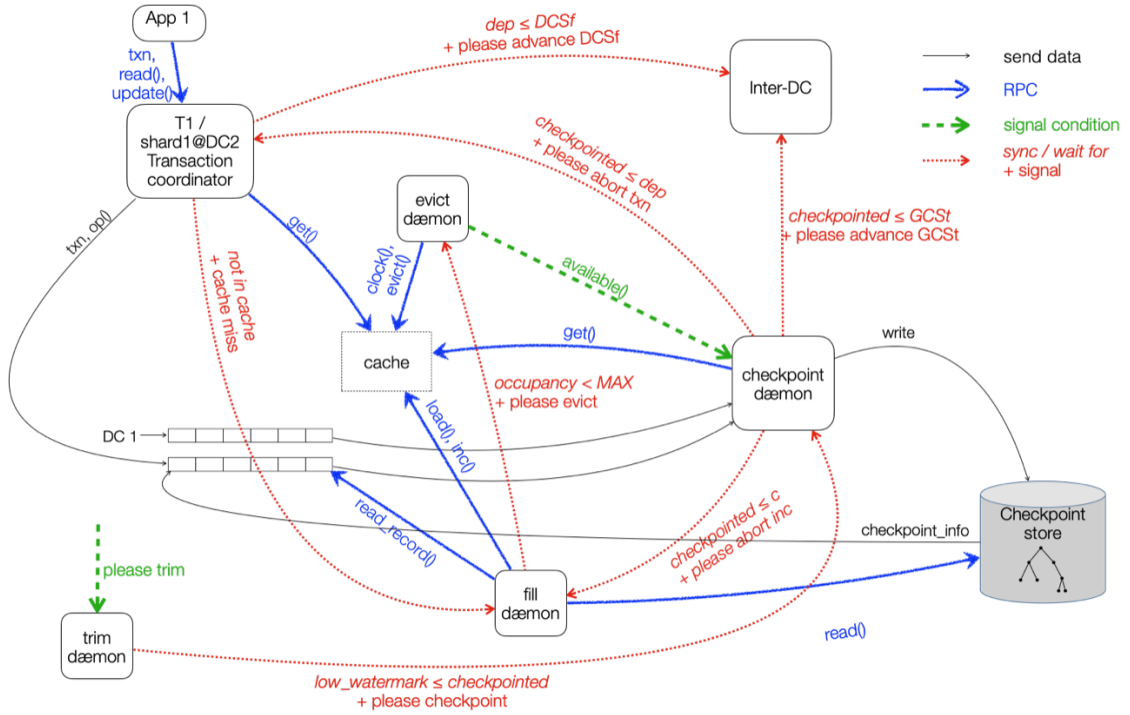 App 1
txn,
read(),
update()
dep ≤ DCSf
+ please advance DCSf
Inter-DC
send data
RPC
signal condition
sync / wait for
+ signal
T1 /
shard1@DC2
Transaction
coordinator
checkpointed ≤ dep
+ please abort txn
evict
dæmon
txn, op()
get()
clock(),
evict()
available()
checkpointed ≤ GCSt
+ please advance GCSt
not in cache
+ cache miss
cache
get()
write
checkpoint
dæmon
occupancy < MAX
+ please evict
load(), inc()
DC 1
read_record()
checkpointed ≤ c
+ please abort inc
checkpoint_info
Checkpoint
store
please trim
fill
dæmon
read()
trim
dæmon
low_watermark ≤ checkpointed
+ please checkpoint